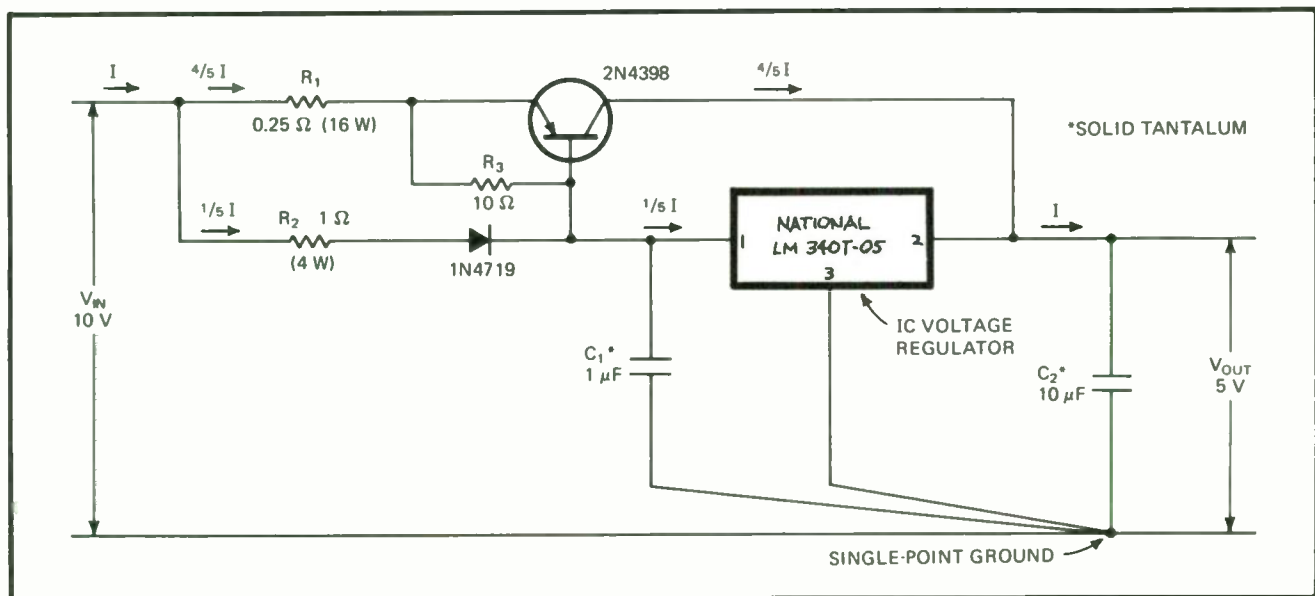 I
4/5 I
R1
0.25 Ω (16 W)
2N4398
4/5 I
*SOLID TANTALUM
R3
10 Ω
1/5 I
R2 1 Ω
(4 W)
1N4719
1/5 I
1
NATIONAL
LM 340T-05
2
3
I
VIN
10 V
C1*
1 μF
IC VOLTAGE
REGULATOR
C2*
10 μF
VOUT
5 V
SINGLE-POINT GROUND